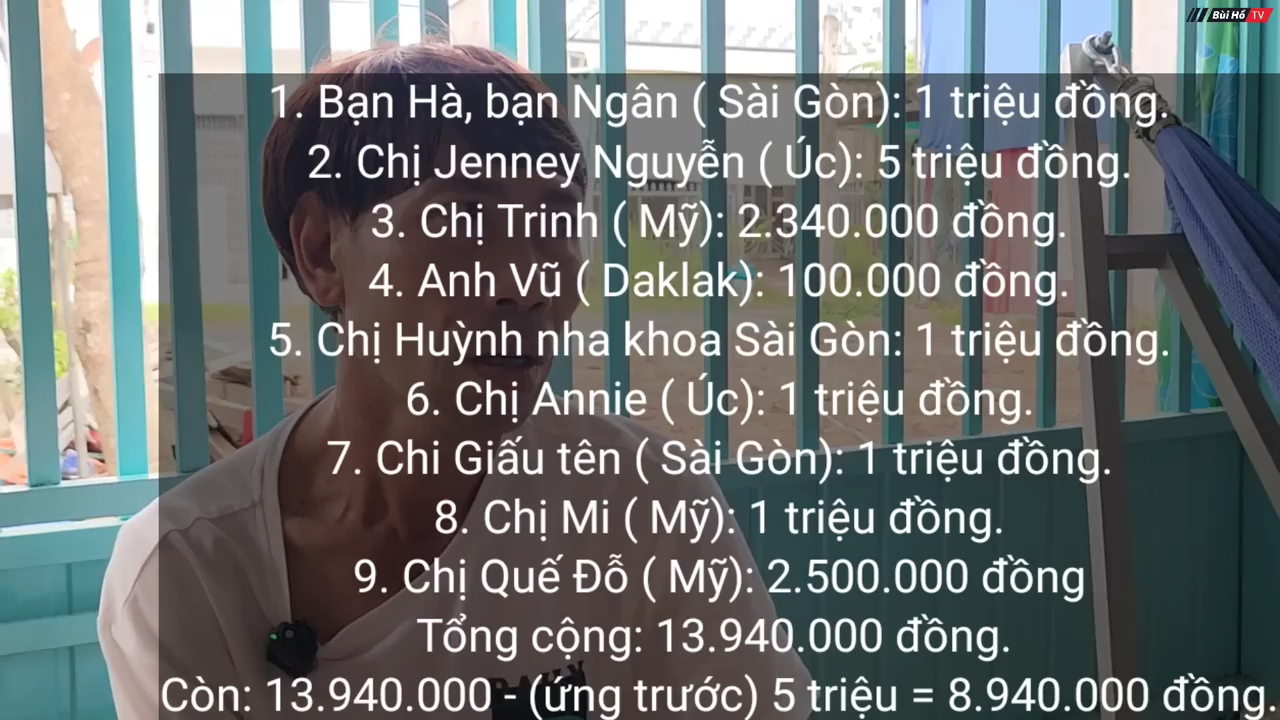 Bùi Hồ TV
1. Bạn Hà, bạn Ngân ( Sài Gòn): 1 triệu đồng.
2. Chị Jenney Nguyễn ( Úc): 5 triệu đồng.
3. Chị Trinh ( Mỹ): 2.340.000 đồng.
4. Anh Vũ ( Daklak): 100.000 đồng.
5. Chị Huỳnh nha khoa Sài Gòn: 1 triệu đồng.
6. Chị Annie ( Úc): 1 triệu đồng.
7. Chi Giấu tên ( Sài Gòn): 1 triệu đồng.
8. Chị Mi ( Mỹ): 1 triệu đồng.
9. Chị Quế Đỗ ( Mỹ): 2.500.000 đồng
Tổng cộng: 13.940.000 đồng.
Còn: 13.940.000 - (ứng trước) 5 triệu = 8.940.000 đồng.